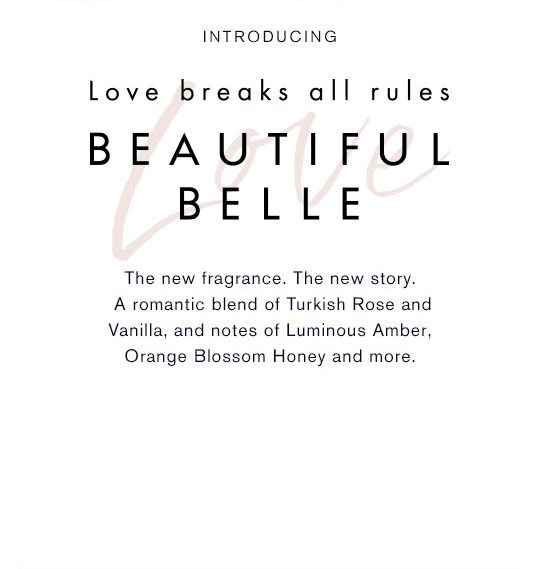 INTRODUCING
Love breaks all rules
Love
BEAUTIFUL
BELLE
The new fragrance. The new story.
A romantic blend of Turkish Rose and
Vanilla, and notes of Luminous Amber,
Orange Blossom Honey and more.